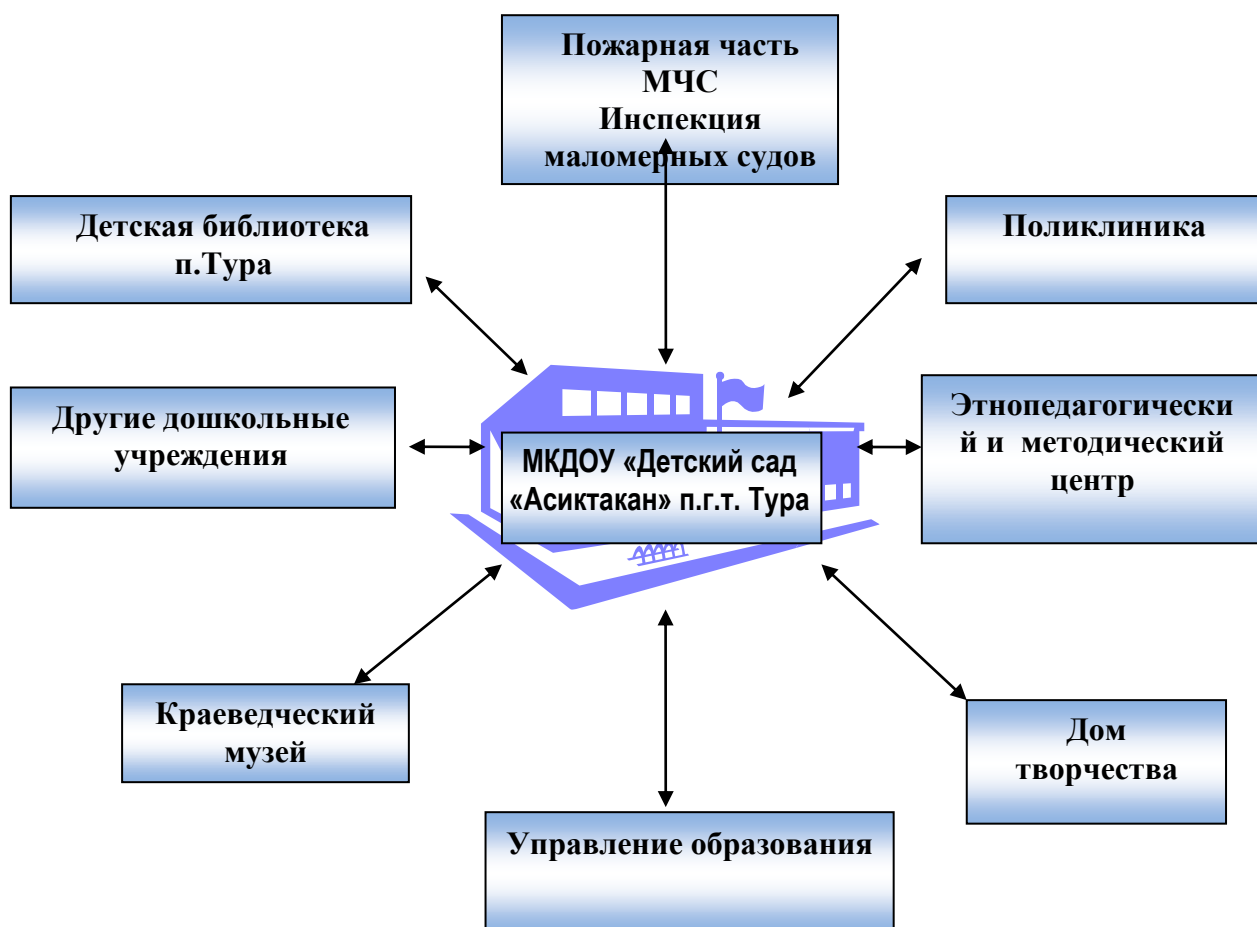 Пожарная часть
МЧС
Инспекция
маломерных судов
Детская библиотека
п.Тура
Поликлиника
Другие дошкольные
учреждения
МКДОУ «Детский сад
«Асиктакан» п.г.т. Тура
Этнопедагогически
й и методический
центр
Краеведческий
музей
Дом
творчества
Управление образования